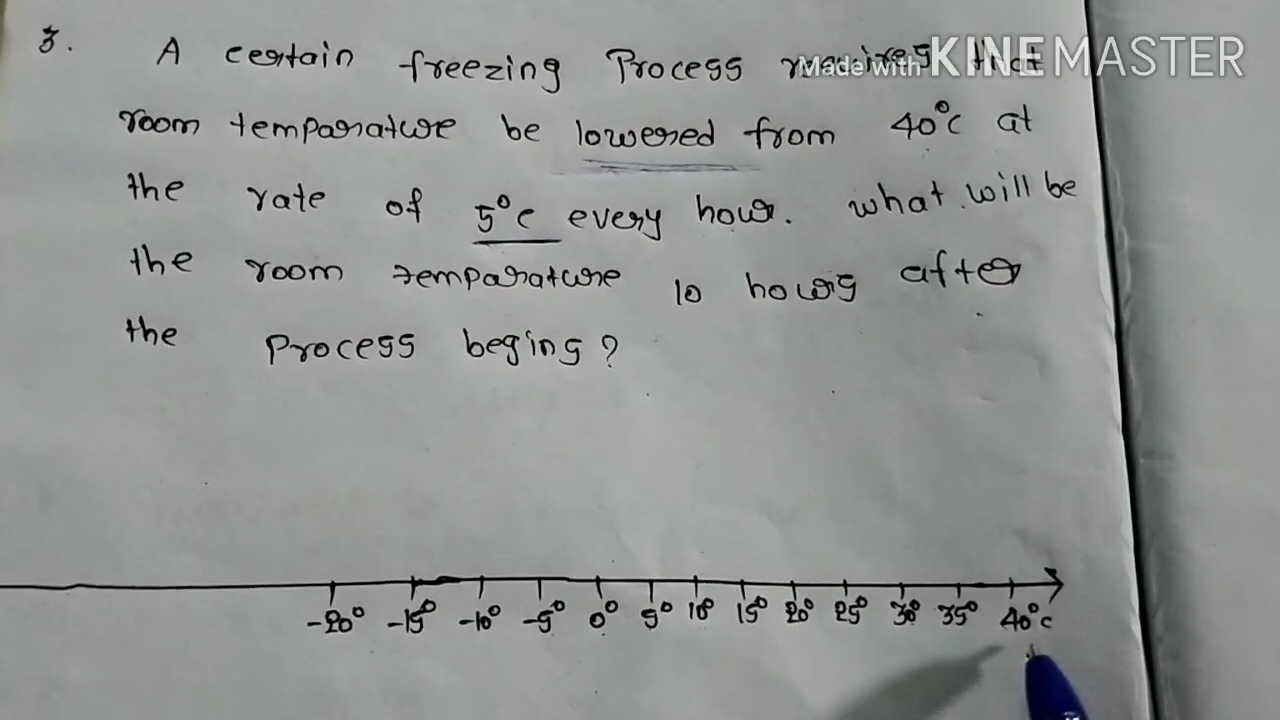 3. A certain freezing Process requires that
Made with KINEMASTER
room temparature be lowered from 40°c at
the rate of 5°c every hour. what will be
the room temparature 10 hours after
the Process begins?
-20° -15° -10° -5° 0° 5° 10° 15° 20° 25° 30° 35° 40°c